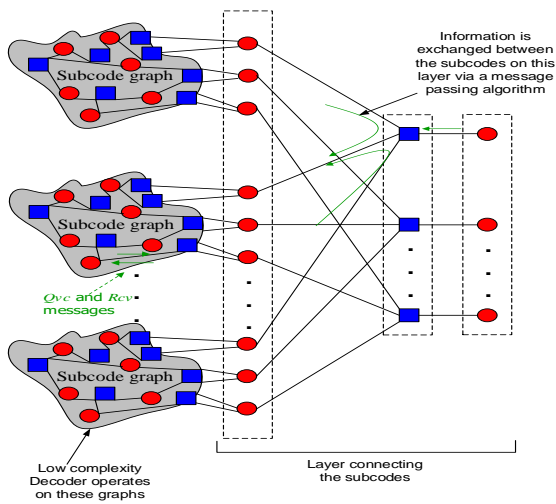 Information is
exchanged between
the subcodes on this
layer via a message
passing algorithm
Subcode graph
Subcode graph
Qvc and Rcv
messages
Subcode graph
Low complexity
Decoder operates
on these graphs
Layer connecting
the subcodes